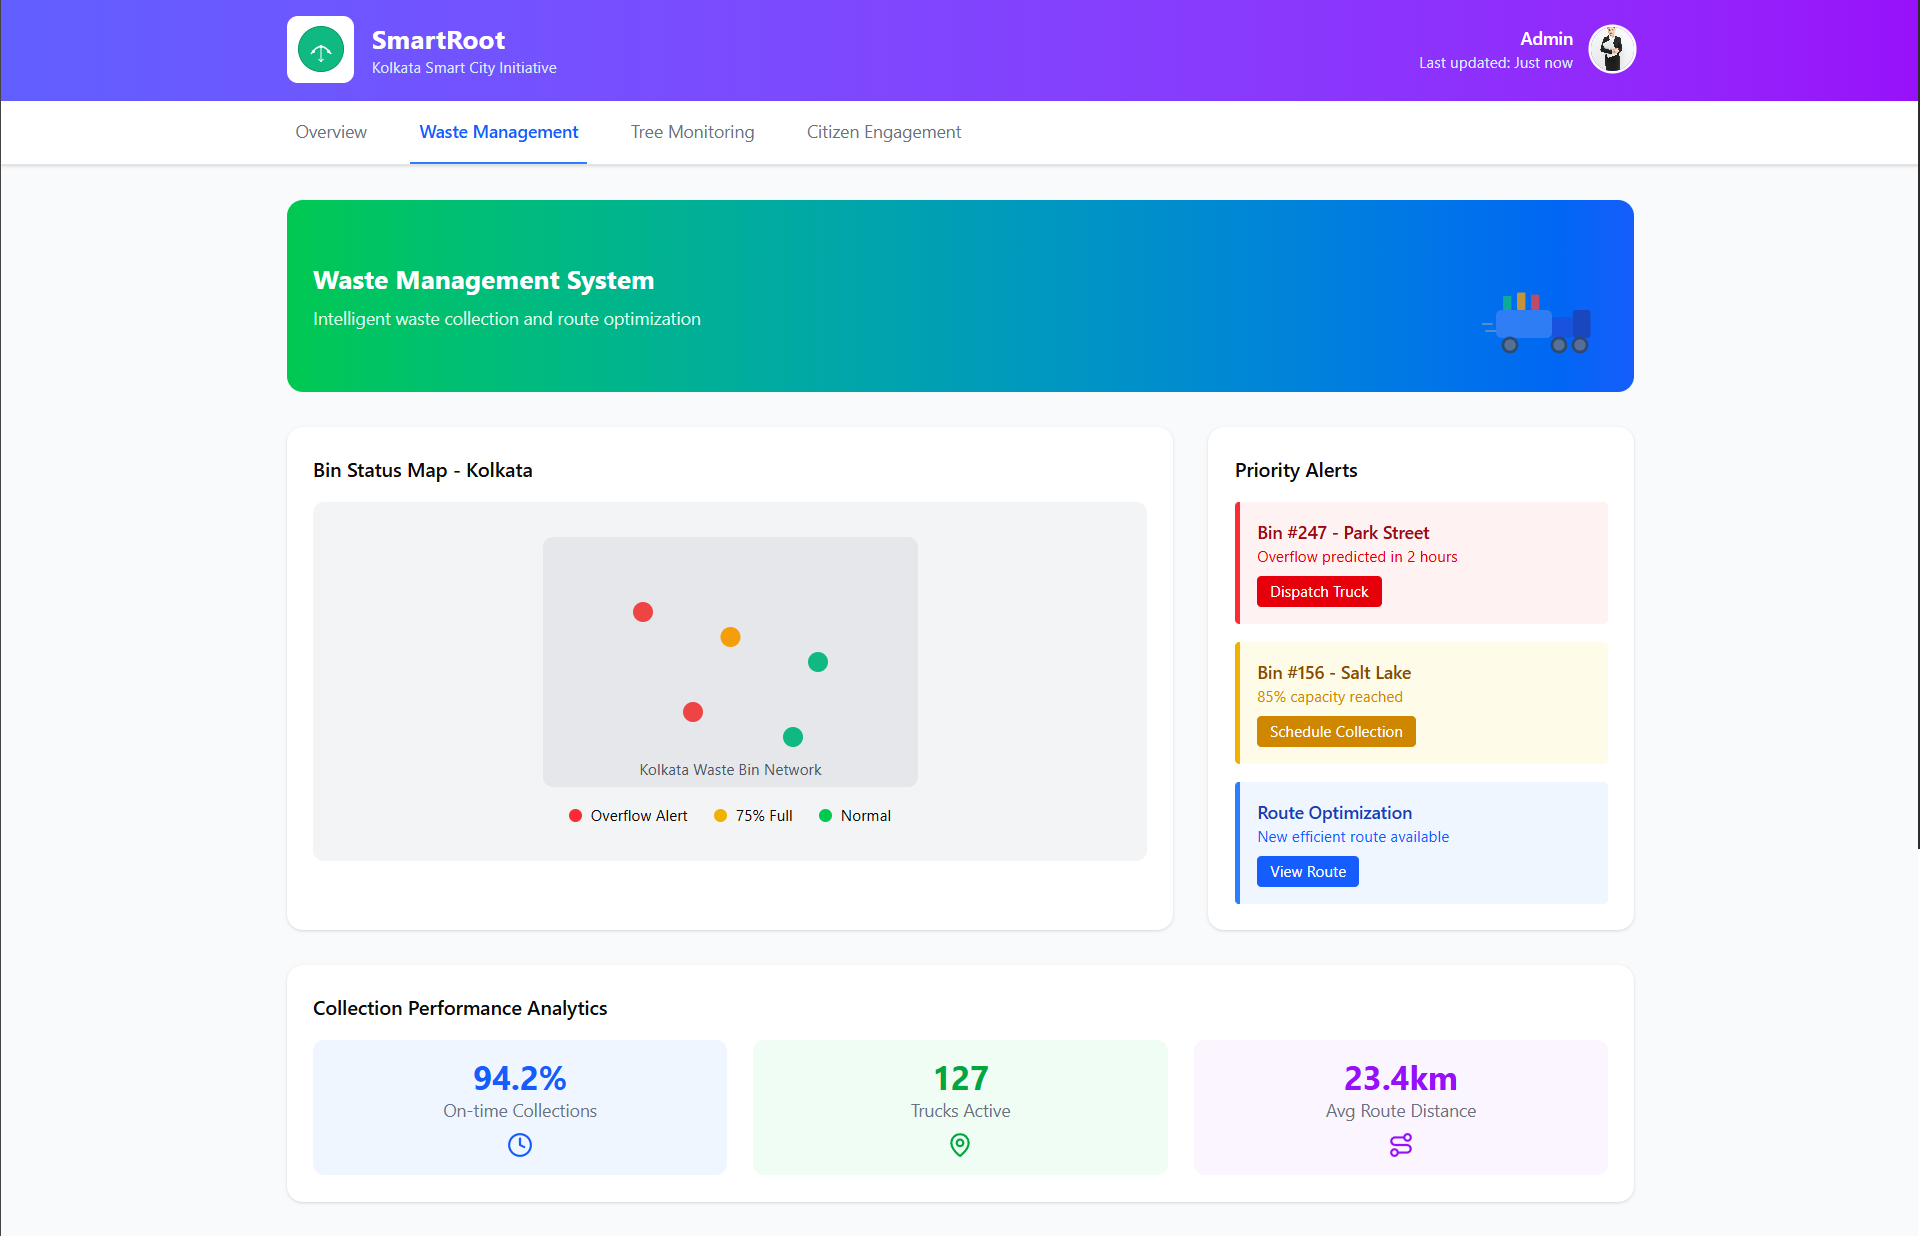 SmartRoot
Kolkata Smart City Initiative
Admin
Last updated: Just now
Overview
Waste Management
Tree Monitoring
Citizen Engagement
Waste Management System
Intelligent waste collection and route optimization
Bin Status Map - Kolkata
Kolkata Waste Bin Network
Overflow Alert
75% Full
Normal
Priority Alerts
Bin #247 - Park Street
Overflow predicted in 2 hours
Dispatch Truck
Bin #156 - Salt Lake
85% capacity reached
Schedule Collection
Route Optimization
New efficient route available
View Route
Collection Performance Analytics
94.2%
On-time Collections
127
Trucks Active
23.4km
Avg Route Distance